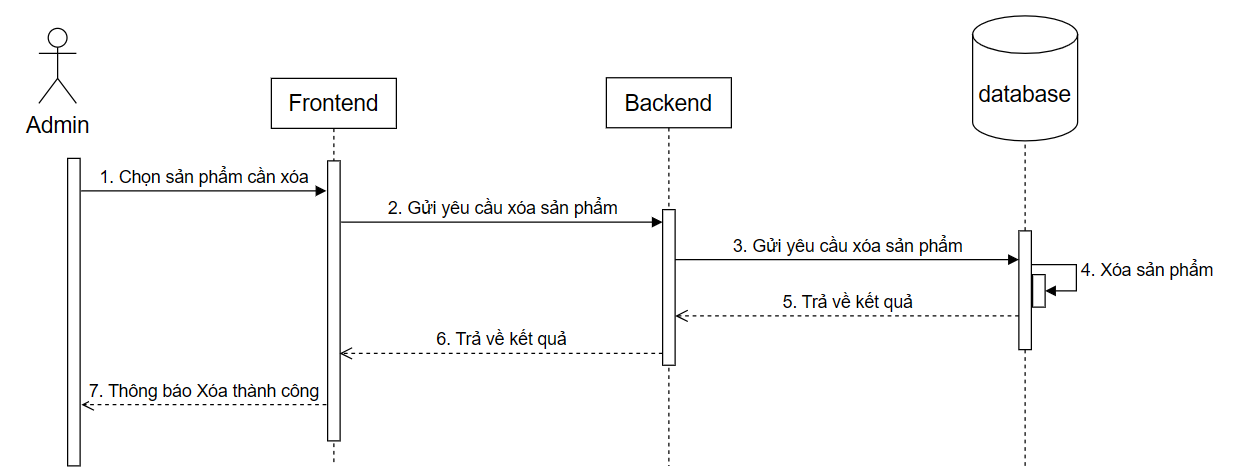 Admin
Frontend
Backend
database
1. Chọn sản phẩm cần xóa
2. Gửi yêu cầu xóa sản phẩm
3. Gửi yêu cầu xóa sản phẩm
4. Xóa sản phẩm
5. Trả về kết quả
6. Trả về kết quả
7. Thông báo Xóa thành công